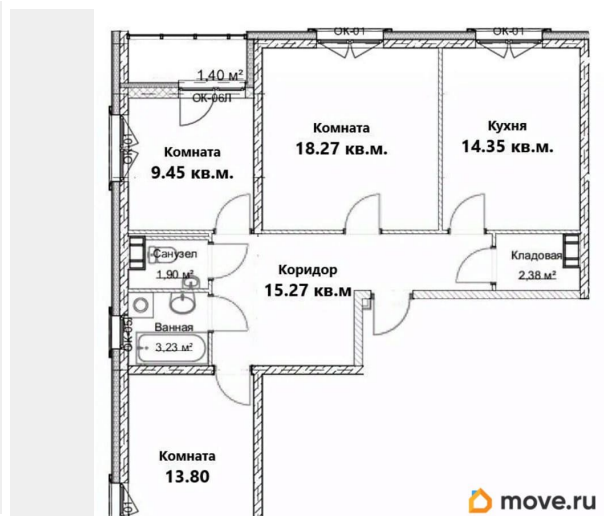 ОК-01
ОК-01
1,40 м²
ОК-06Л
ОК-01
Комната
9.45 кв.м.
Комната
18.27 кв.м.
Кухня
14.35 кв.м.
Санузел
1,90 м²
Коридор
15.27 кв.м
Кладовая
2,38 м²
Ванная
3,23 м²
Комната
13.80
move.ru